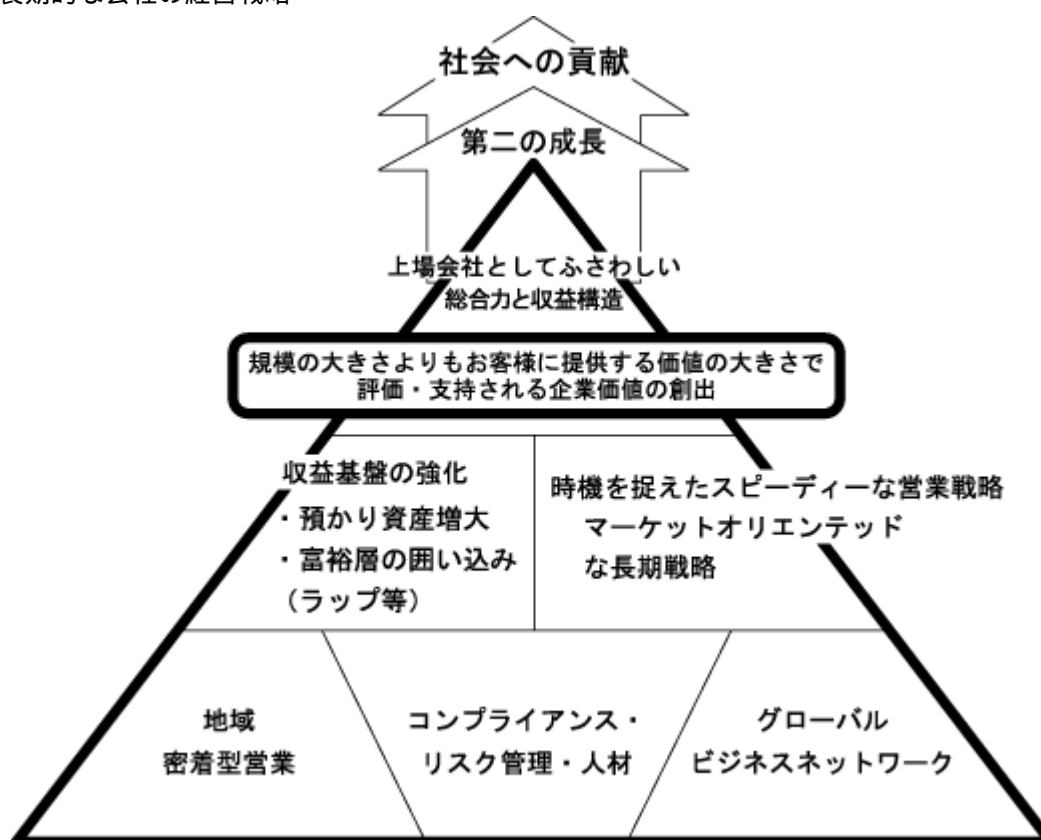 長期的な会社の経営戦略
社会への貢献
第二の成長
上場会社としてふさわしい
総合力と収益構造
規模の大きさよりもお客様に提供する価値の大きさで
評価・支持される企業価値の創出
収益基盤の強化
・預かり資産増大
・富裕層の囲い込み
（ラップ等）
時機を捉えたスピーディーな営業戦略
マーケットオリエンテッド
な長期戦略
地域
密着型営業
コンプライアンス・
リスク管理・人材
グローバル
ビジネスネットワーク